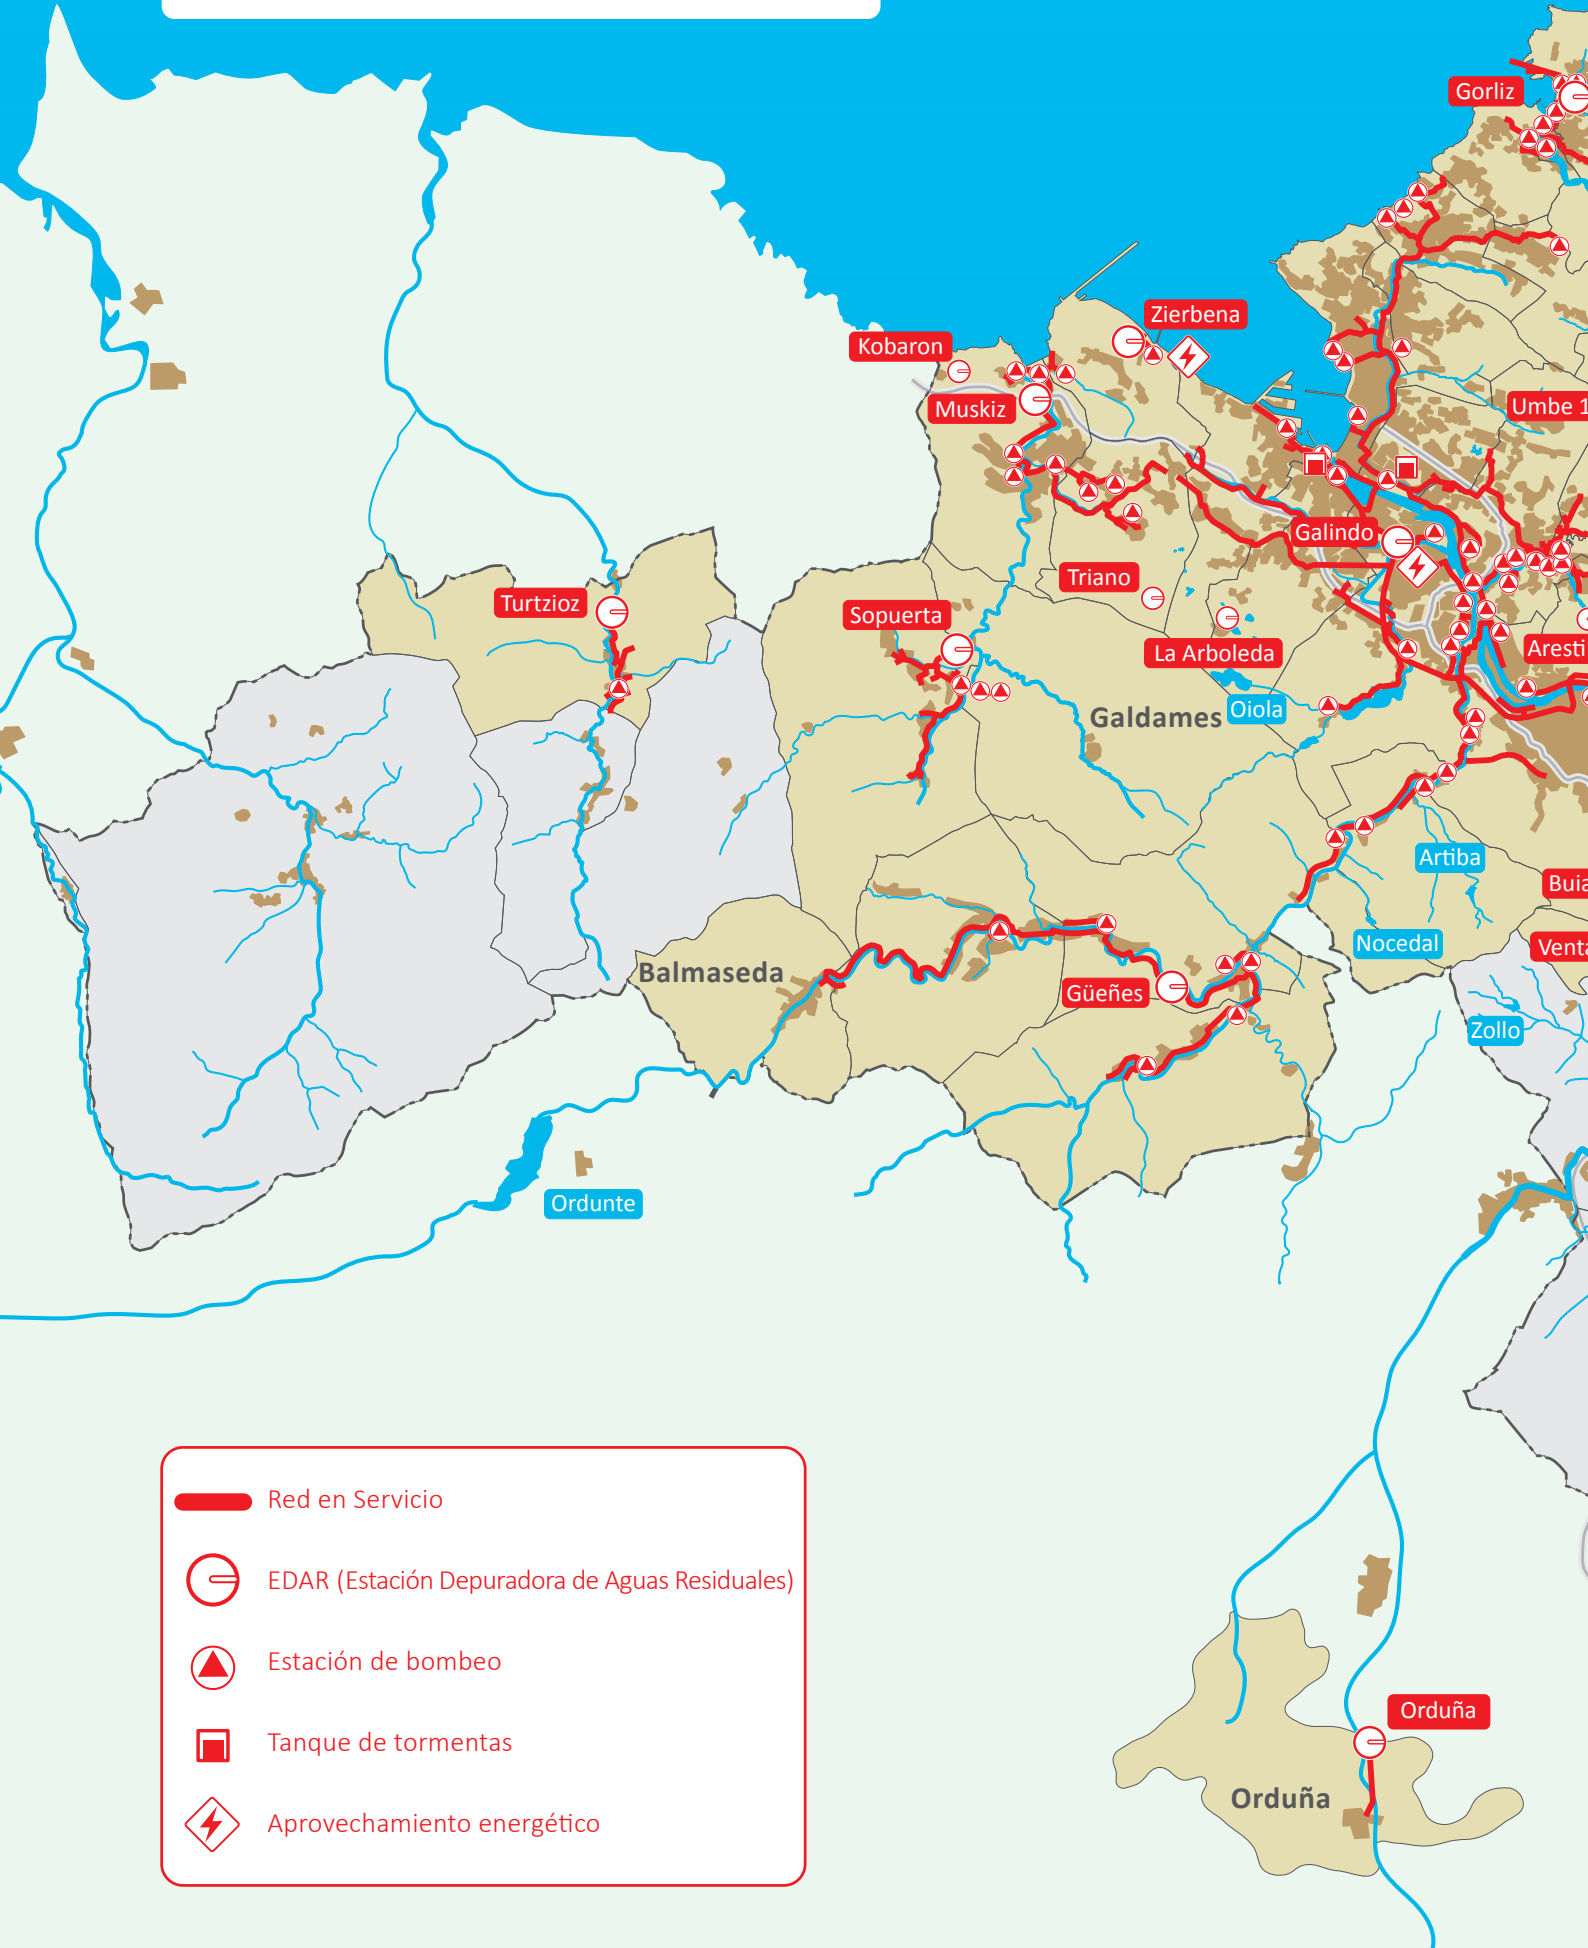 Gorliz
Zierbena
Kobaron
Muskiz
Umbe 1
Galindo
Triano
Turtzioz
Sopuerta
La Arboleda
Aresti
Galdames
Oiola
Artiba
Buia
Nocedal
Venta
Balmaseda
Güeñes
Zollo
Ordunte
Red en Servicio
EDAR (Estación Depuradora de Aguas Residuales)
Estación de bombeo
Tanque de tormentas
Aprovechamiento energético
Orduña
Orduña